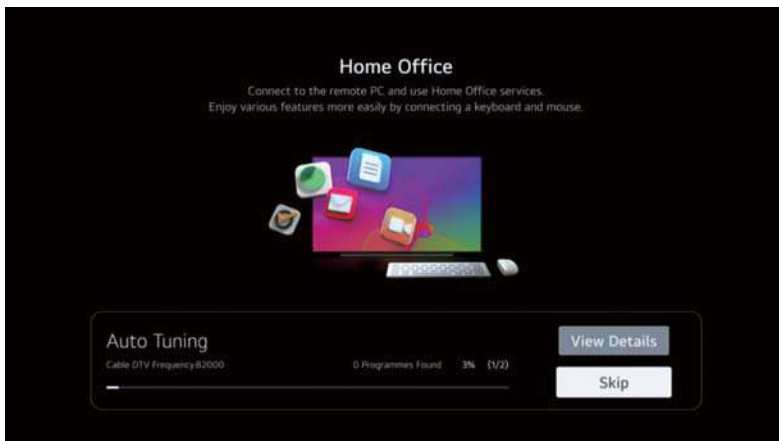 Home Office
Connect to the remote PC and use Home Office services.
Enjoy various features more easily by connecting a keyboard and mouse.
Auto Tuning
View Details
Cable DTV Frequency:82000
0 Programmes Found 3% (1/2)
Skip